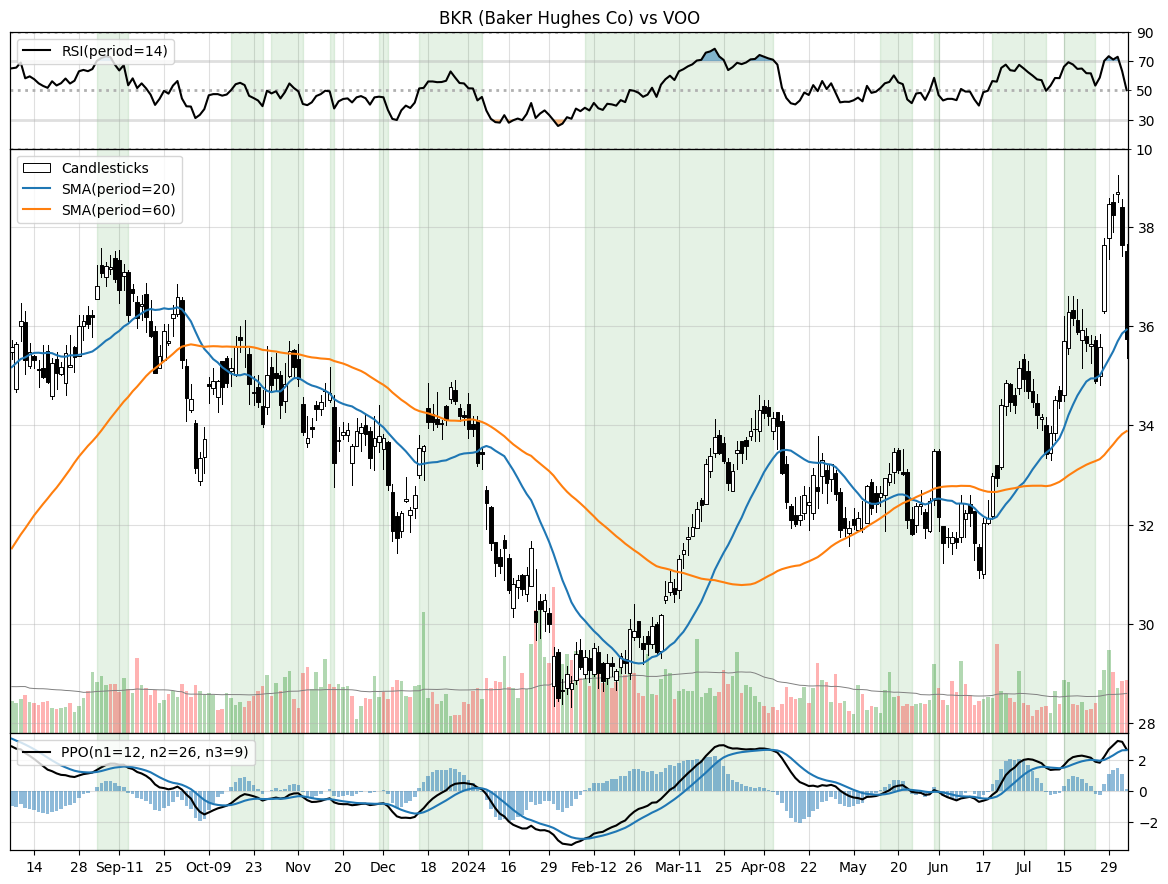 BKR (Baker Hughes Co) vs VOO
RSI(period=14)
90
70
50
30
10
Candlesticks
SMA(period=20)
SMA(period=60)
38
36
34
32
30
28
PPO(n1=12, n2=26, n3=9)
2
0
−2
14 28 Sep-11 25 Oct-09 23 Nov 20 Dec 18 2024 16 29 Feb-12 26 Mar-11 25 Apr-08 22 May 20 Jun 17 Jul 15 29